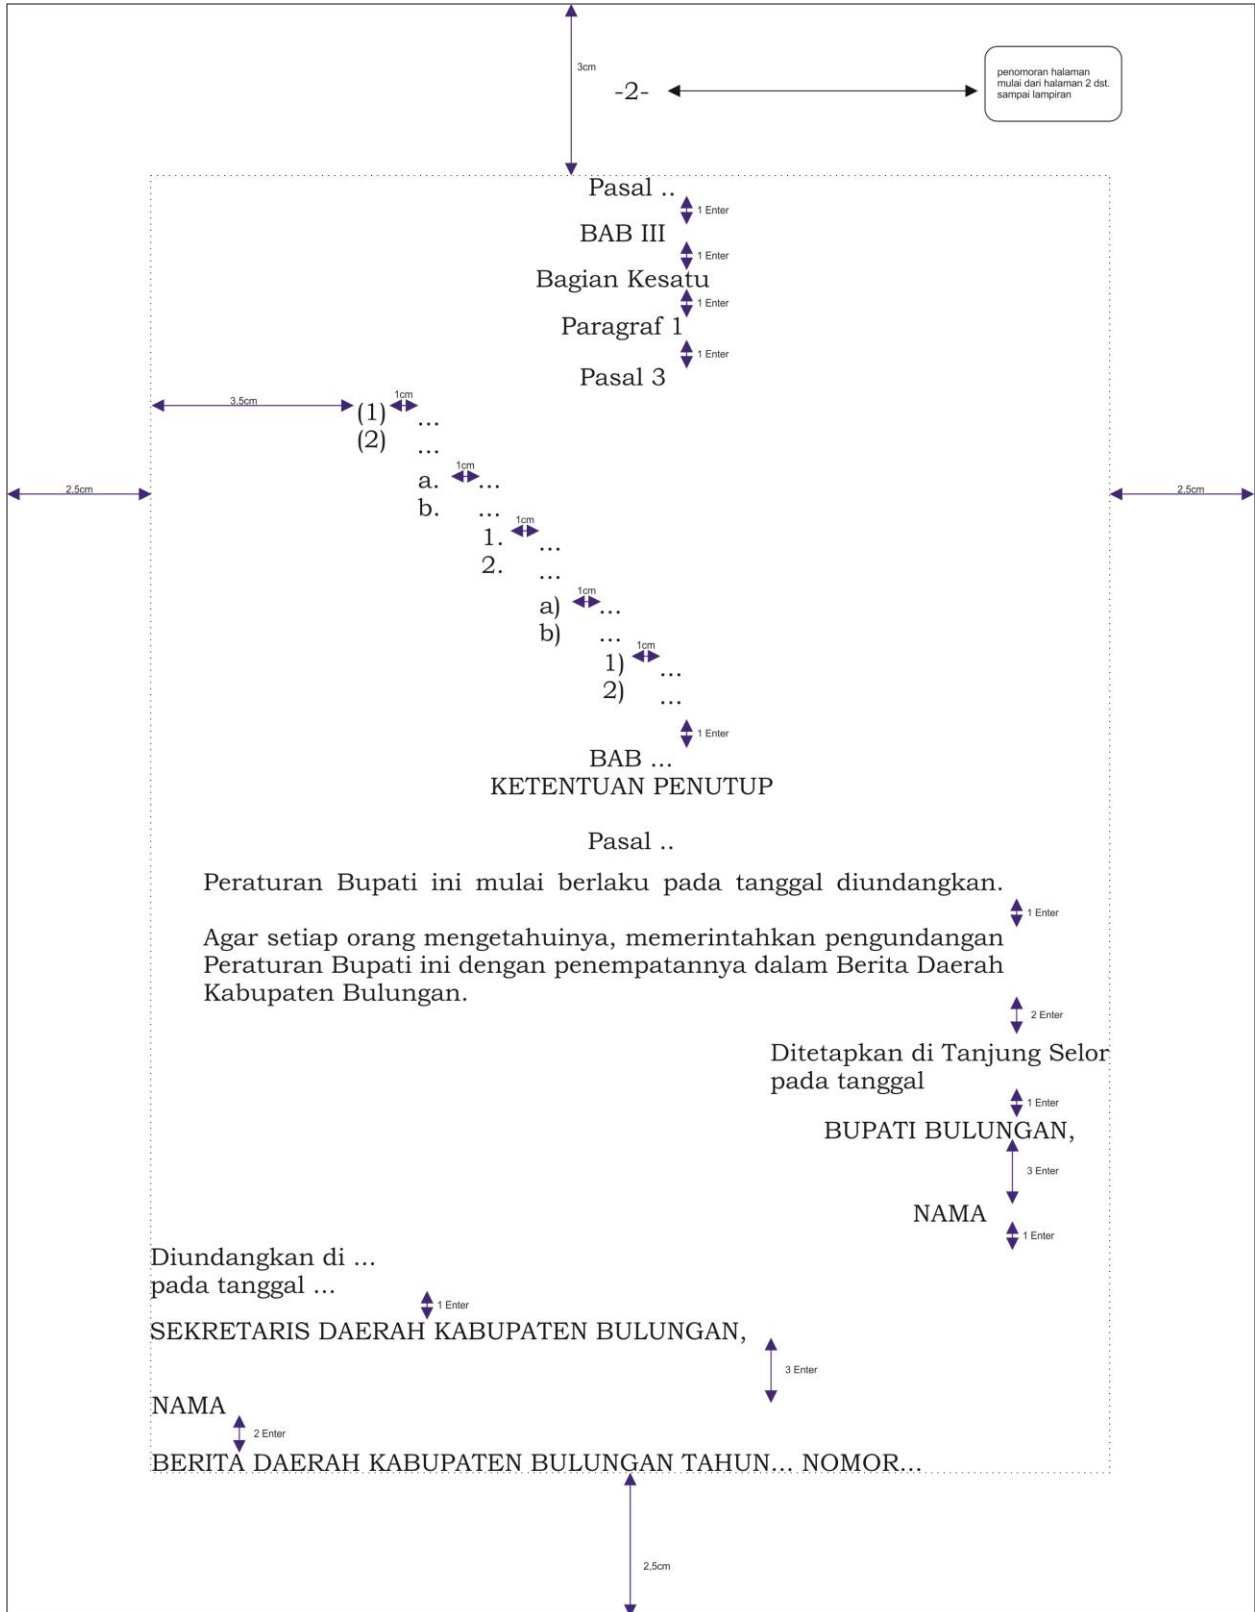 3cm
-2-
penomoran halaman
mulai dari halaman 2 dst.
sampai lampiran
Pasal ..
1 Enter
BAB III
1 Enter
Bagian Kesatu
1 Enter
Paragraf 1
1 Enter
Pasal 3
3.5cm
(1) 1cm ...
(2) ...
2,5cm
2,5cm
a. 1cm ...
b. ...
1. 1cm ...
2. ...
a) 1cm ...
b) ...
1) 1cm ...
2) ...
1 Enter
BAB ...
KETENTUAN PENUTUP
Pasal ..
Peraturan Bupati ini mulai berlaku pada tanggal diundangkan.
1 Enter
Agar setiap orang mengetahuinya, memerintahkan pengundangan
Peraturan Bupati ini dengan penempatannya dalam Berita Daerah
Kabupaten Bulungan.
2 Enter
Ditetapkan di Tanjung Selor
pada tanggal
1 Enter
BUPATI BULUNGAN,
3 Enter
NAMA
1 Enter
Diundangkan di ...
pada tanggal ...
1 Enter
SEKRETARIS DAERAH KABUPATEN BULUNGAN,
3 Enter
NAMA
2 Enter
BERITA DAERAH KABUPATEN BULUNGAN TAHUN... NOMOR...
2,5cm